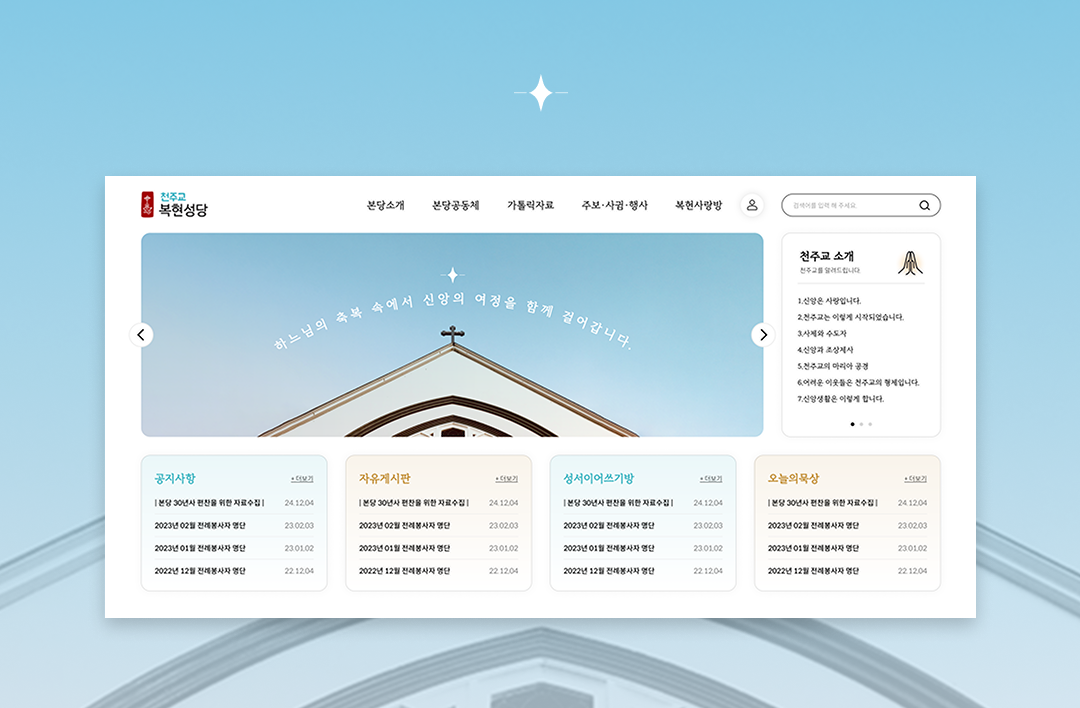 천주교
복현성당
본당소개
본당공동체
가톨릭자료
주보·사귐·행사
복현사랑방
검색어를 입력 해 주세요.
하느님의 축복 속에서 신앙의 여정을 함께 걸어갑니다.
천주교 소개
천주교를 알려드립니다.
1.신앙은 사랑입니다.
2.천주교는 이렇게 시작되었습니다.
3.사제와 수도자
4.신앙과 조상제사
5.천주교의 마리아 공경
6.어려운 이웃들은 천주교의 형제입니다.
7.신앙생활은 이렇게 합니다.
공지사항
+ 더보기
| 본당 30년사 편찬을 위한 자료수집 | 24.12.04
2023년 02월 전례봉사자 명단 23.02.03
2023년 01월 전례봉사자 명단 23.01.02
2022년 12월 전례봉사자 명단 22.12.04
자유게시판
+ 더보기
| 본당 30년사 편찬을 위한 자료수집 | 24.12.04
2023년 02월 전례봉사자 명단 23.02.03
2023년 01월 전례봉사자 명단 23.01.02
2022년 12월 전례봉사자 명단 22.12.04
성서이어쓰기방
+ 더보기
| 본당 30년사 편찬을 위한 자료수집 | 24.12.04
2023년 02월 전례봉사자 명단 23.02.03
2023년 01월 전례봉사자 명단 23.01.02
2022년 12월 전례봉사자 명단 22.12.04
오늘의묵상
+ 더보기
| 본당 30년사 편찬을 위한 자료수집 | 24.12.04
2023년 02월 전례봉사자 명단 23.02.03
2023년 01월 전례봉사자 명단 23.01.02
2022년 12월 전례봉사자 명단 22.12.04